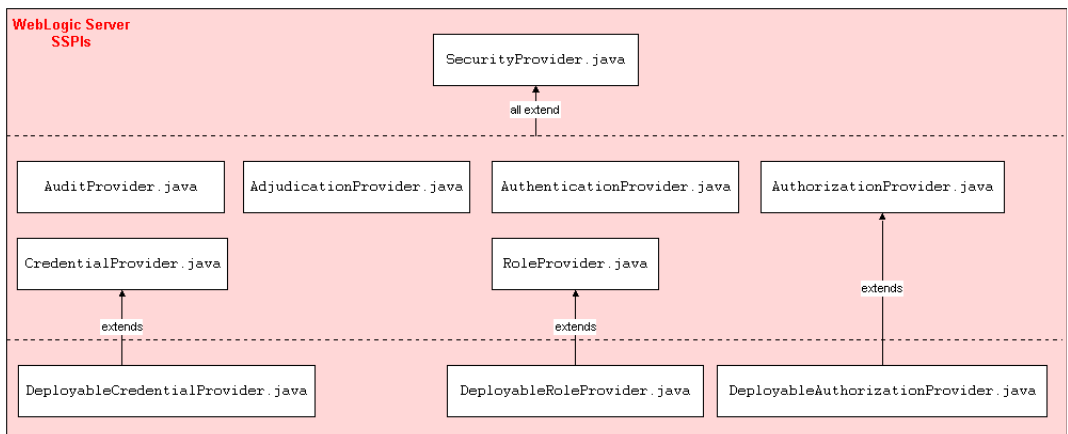 WebLogic Server
SSPIs
SecurityProvider.java
all extend
AuditProvider.java
AdjudicationProvider.java
AuthenticationProvider.java
AuthorizationProvider.java
CredentialProvider.java
RoleProvider.java
extends
extends
extends
DeployableCredentialProvider.java
DeployableRoleProvider.java
DeployableAuthorizationProvider.java